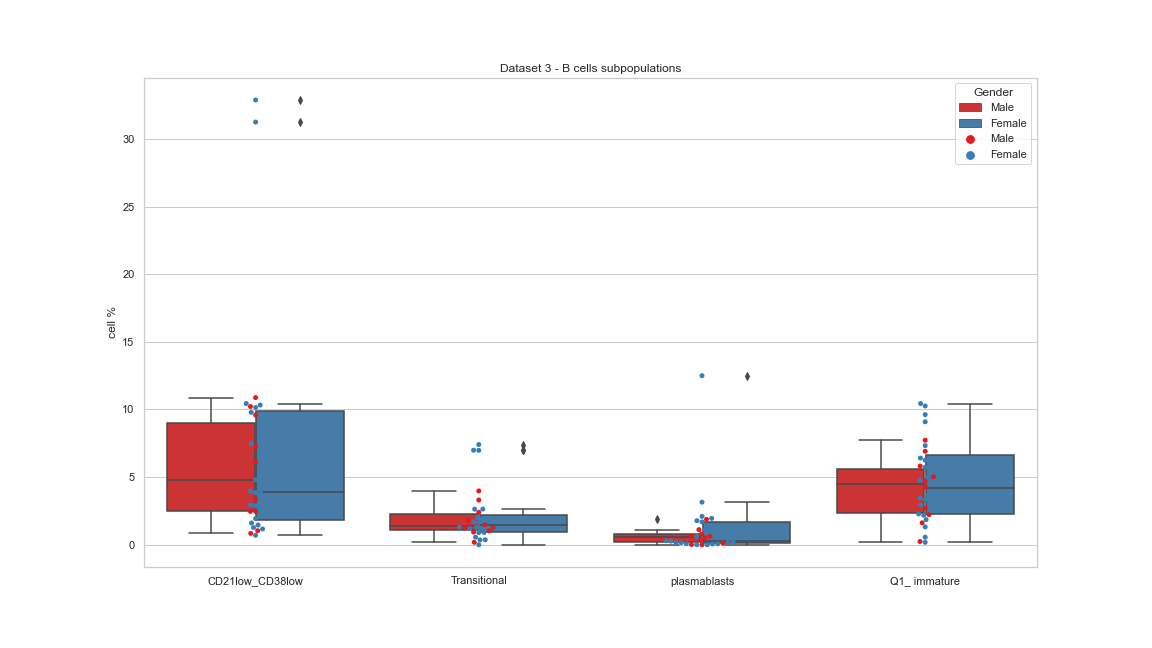 Dataset 3 - B cells subpopulations
Gender
Male
Female
Male
Female
cell %
30
25
20
15
10
5
0
CD21low_CD38low
Transitional
plasmablasts
Q1_ immature